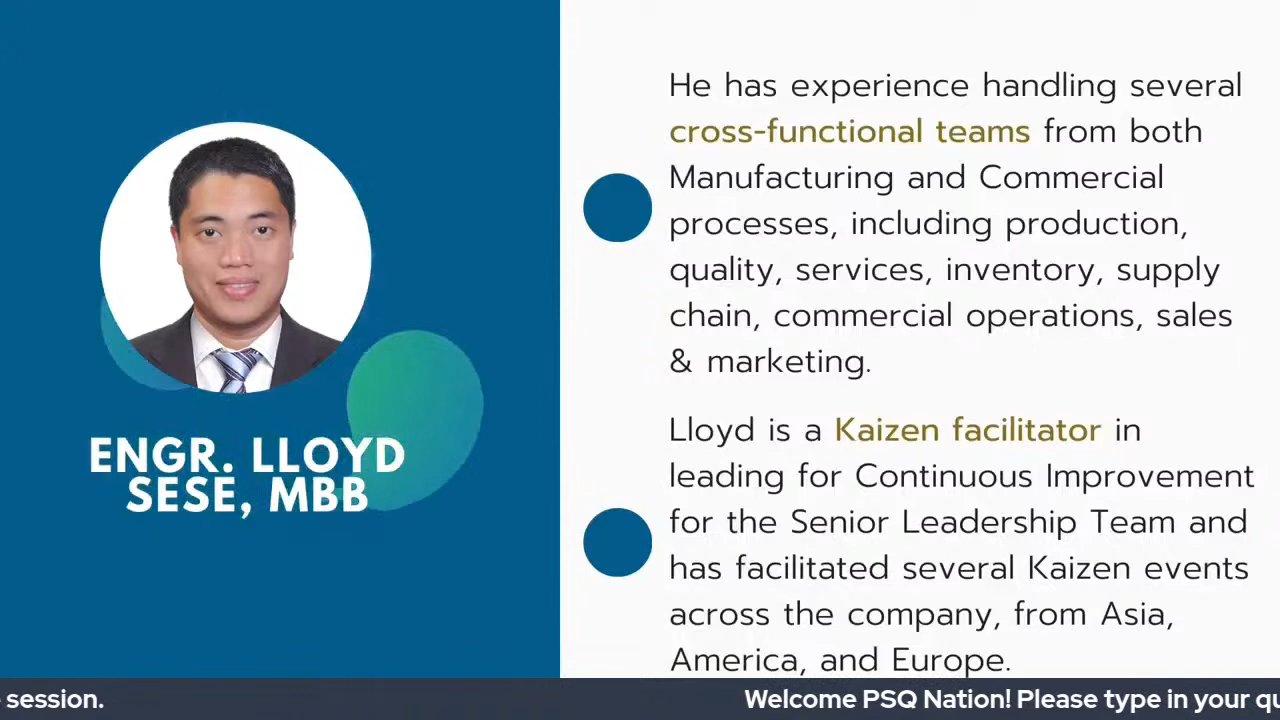 He has experience handling several
cross-functional teams from both
Manufacturing and Commercial
processes, including production,
quality, services, inventory, supply
chain, commercial operations, sales
& marketing.
Lloyd is a Kaizen facilitator in
leading for Continuous Improvement
for the Senior Leadership Team and
has facilitated several Kaizen events
across the company, from Asia,
America, and Europe.
ENGR. LLOYD
SESE, MBB
session.
Welcome PSQ Nation! Please type in your